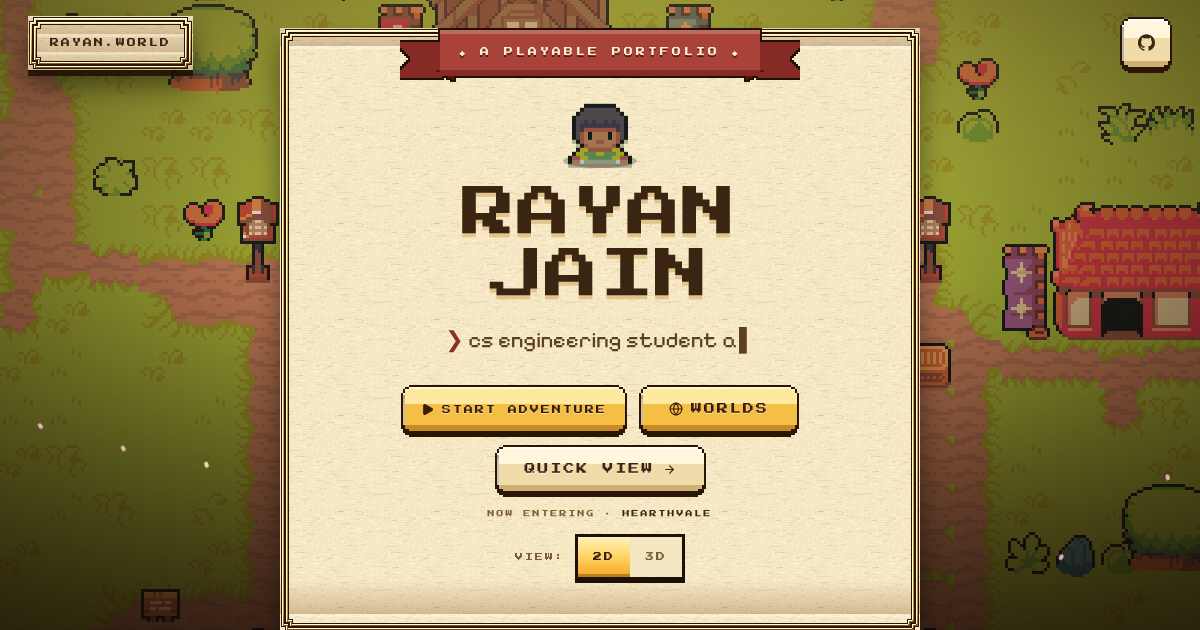 RAYAN.WORLD
A PLAYABLE PORTFOLIO
RAYAN
JAIN
❯ cs engineering student a
START ADVENTURE
WORLDS
QUICK VIEW →
NOW ENTERING · HEARTHVALE
VIEW: 2D 3D